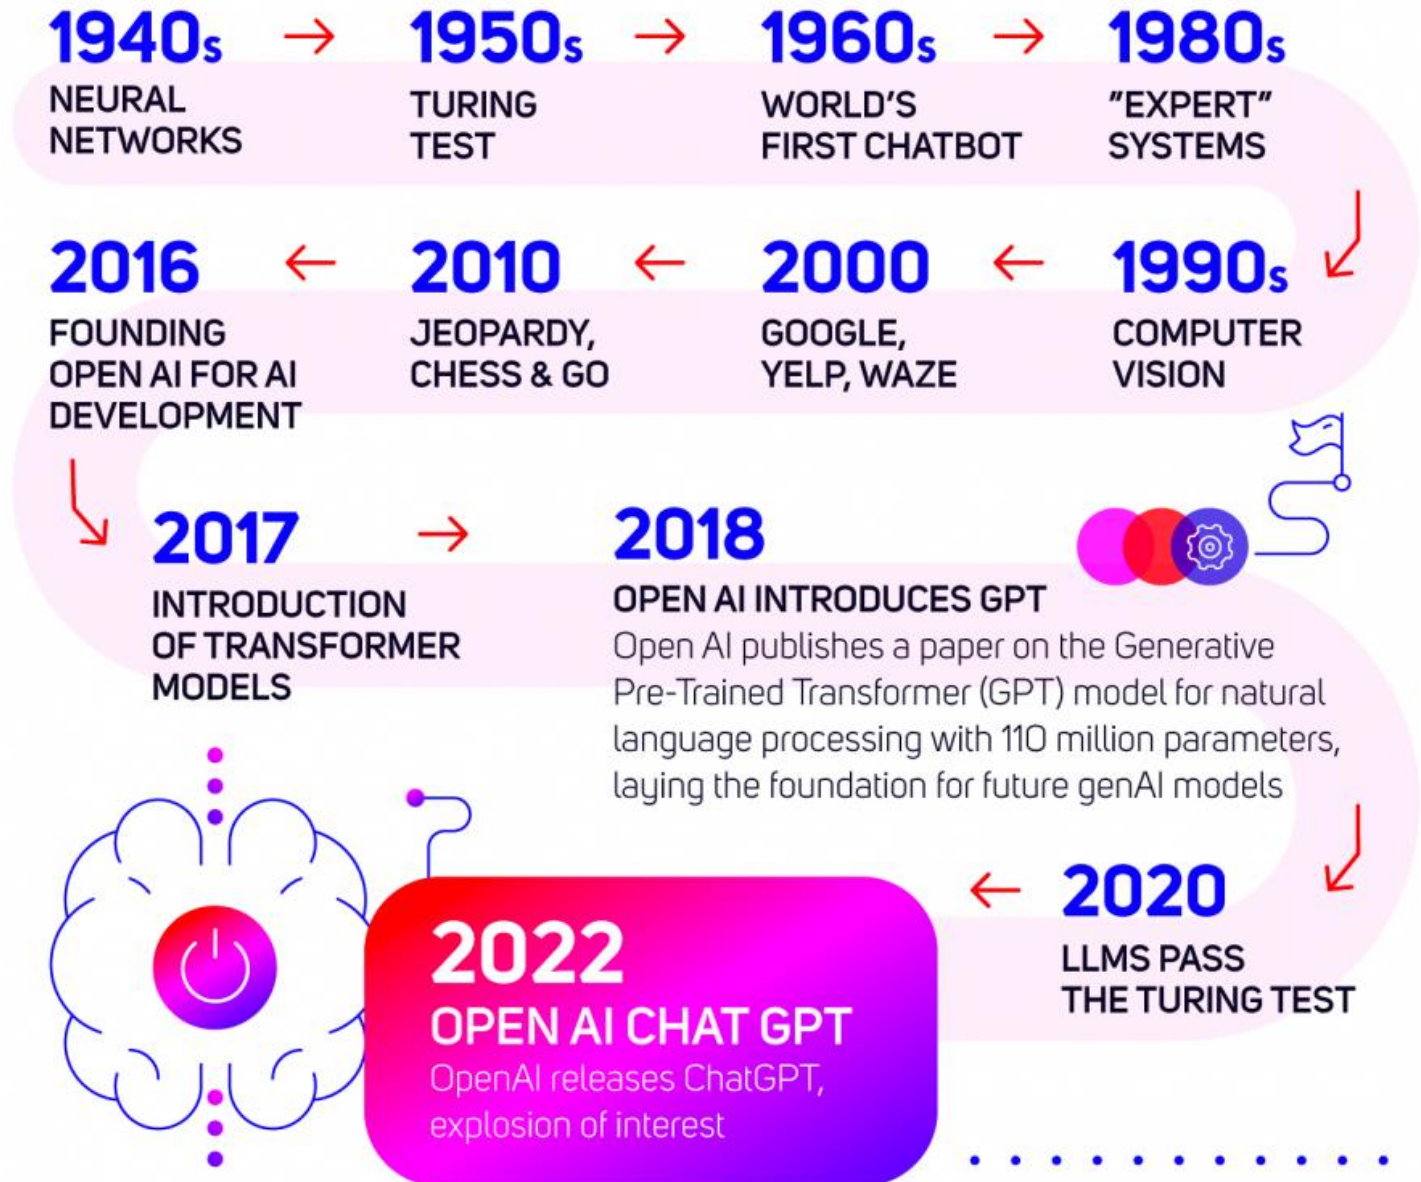 1940s
NEURAL
NETWORKS
1950s
TURING
TEST
1960s
WORLD'S
FIRST CHATBOT
1980s
"EXPERT"
SYSTEMS
1990s
COMPUTER
VISION
2000
GOOGLE,
YELP, WAZE
2010
JEOPARDY,
CHESS & GO
2016
FOUNDING
OPEN AI FOR AI
DEVELOPMENT
2017
INTRODUCTION
OF TRANSFORMER
MODELS
2018
OPEN AI INTRODUCES GPT
Open AI publishes a paper on the Generative
Pre-Trained Transformer (GPT) model for natural
language processing with 110 million parameters,
laying the foundation for future genAI models
2020
LLMS PASS
THE TURING TEST
2022
OPEN AI CHAT GPT
OpenAI releases ChatGPT,
explosion of interest